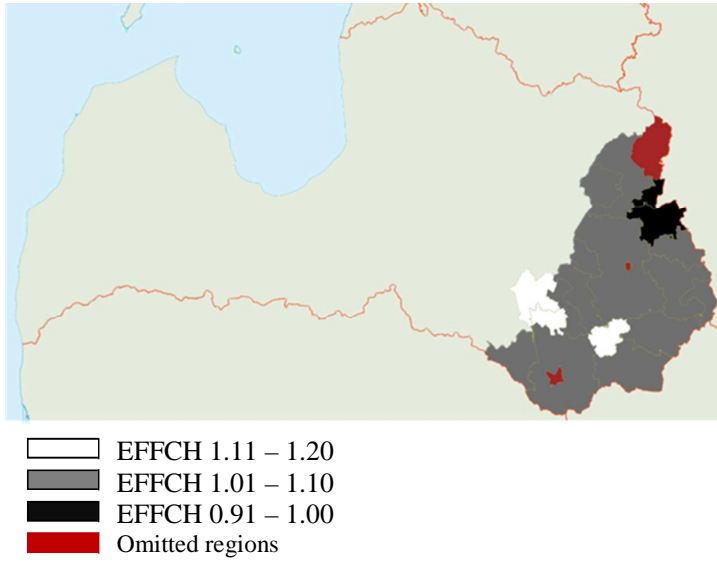 EFFCH 1.11 – 1.20
EFFCH 1.01 – 1.10
EFFCH 0.91 – 1.00
Omitted regions